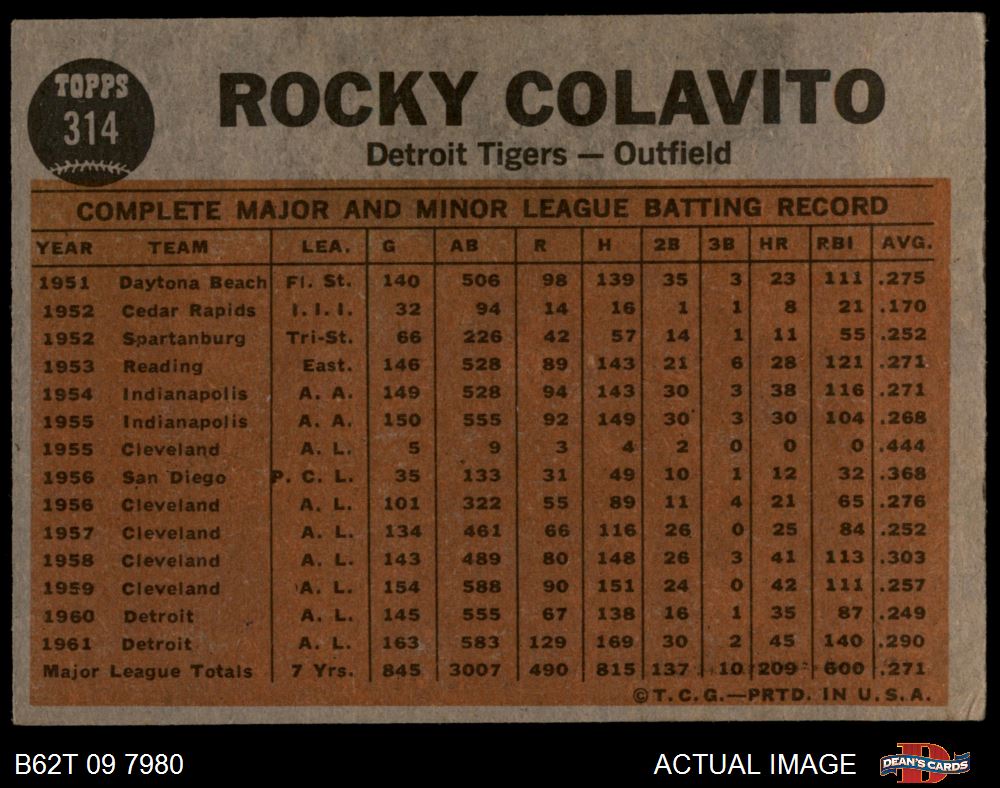 TOPPS
314
ROCKY COLAVITO
Detroit Tigers — Outfield
COMPLETE MAJOR AND MINOR LEAGUE BATTING RECORD
YEAR TEAM LEA. G AB R H 2B 3B HR RBI AVG.
1951 Daytona Beach Fl. St. 140 506 98 139 35 3 23 111 .275
1952 Cedar Rapids I. I. I. 32 94 14 16 1 1 8 21 .170
1952 Spartanburg Tri-St. 66 226 42 57 14 1 11 55 .252
1953 Reading East. 146 528 89 143 21 6 28 121 .271
1954 Indianapolis A. A. 149 528 94 143 30 3 38 116 .271
1955 Indianapolis A. A. 150 555 92 149 30 3 30 104 .268
1955 Cleveland A. L. 5 9 3 4 2 0 0 0 .444
1956 San Diego P. C. L. 35 133 31 49 10 1 12 32 .368
1956 Cleveland A. L. 101 322 55 89 11 4 21 65 .276
1957 Cleveland A. L. 134 461 66 116 26 0 25 84 .252
1958 Cleveland A. L. 143 489 80 148 26 3 41 113 .303
1959 Cleveland A. L. 154 588 90 151 24 0 42 111 .257
1960 Detroit A. L. 145 555 67 138 16 1 35 87 .249
1961 Detroit A. L. 163 583 129 169 30 2 45 140 .290
Major League Totals 7 Yrs. 845 3007 490 815 137 10 209 600 .271
©T.C.G.—PRTD. IN U.S.A.
B62T 09 7980
ACTUAL IMAGE
DEAN'S CARDS